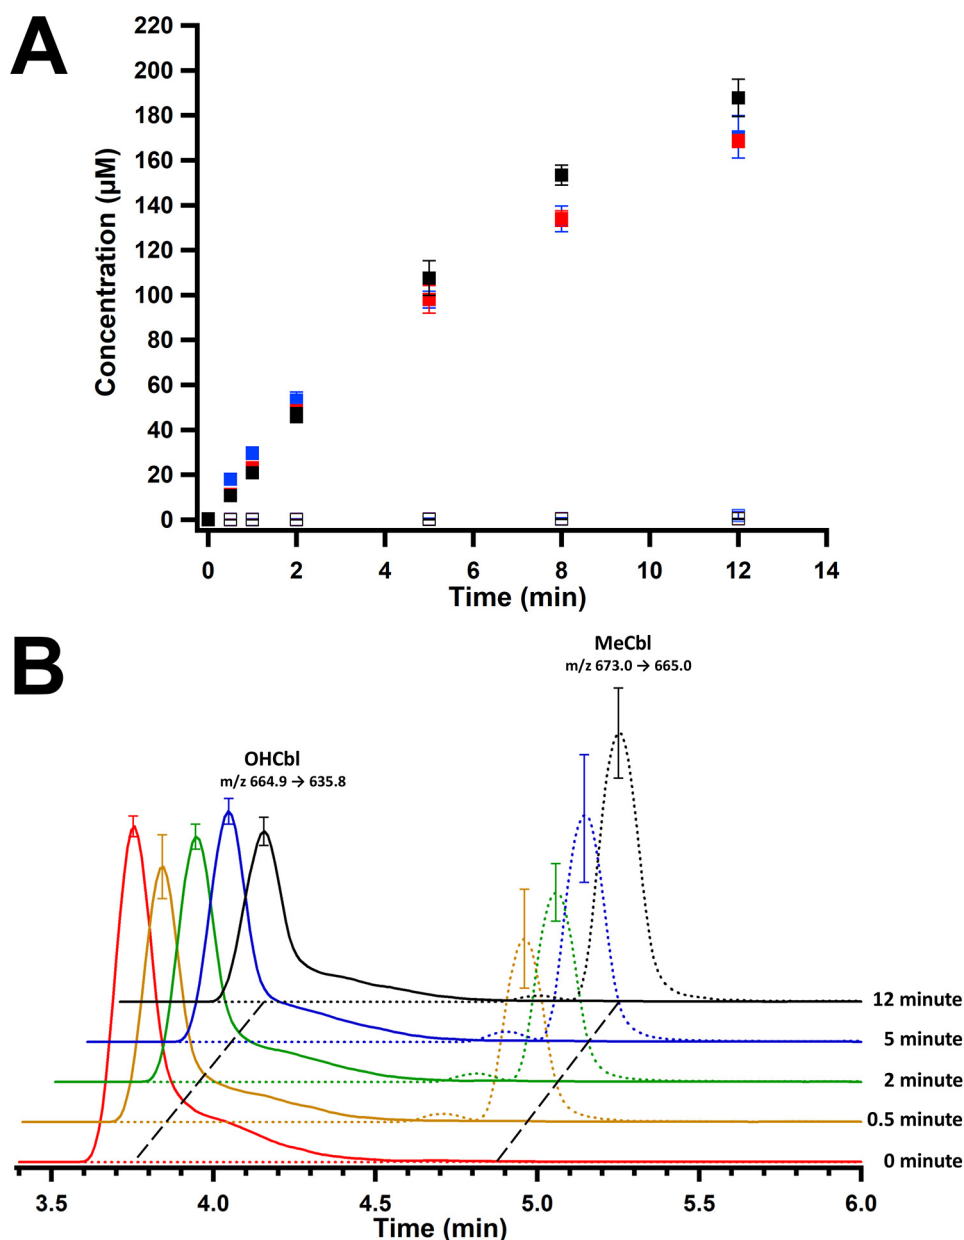 A
220
200
180
160
140
120
100
80
60
40
20
0
Concentration (µM)
0 2 4 6 8 10 12 14
Time (min)
B
MeCbl
m/z 673.0 → 665.0
OHCbl
m/z 664.9 → 635.8
12 minute
5 minute
2 minute
0.5 minute
0 minute
3.5 4.0 4.5 5.0 5.5 6.0
Time (min)